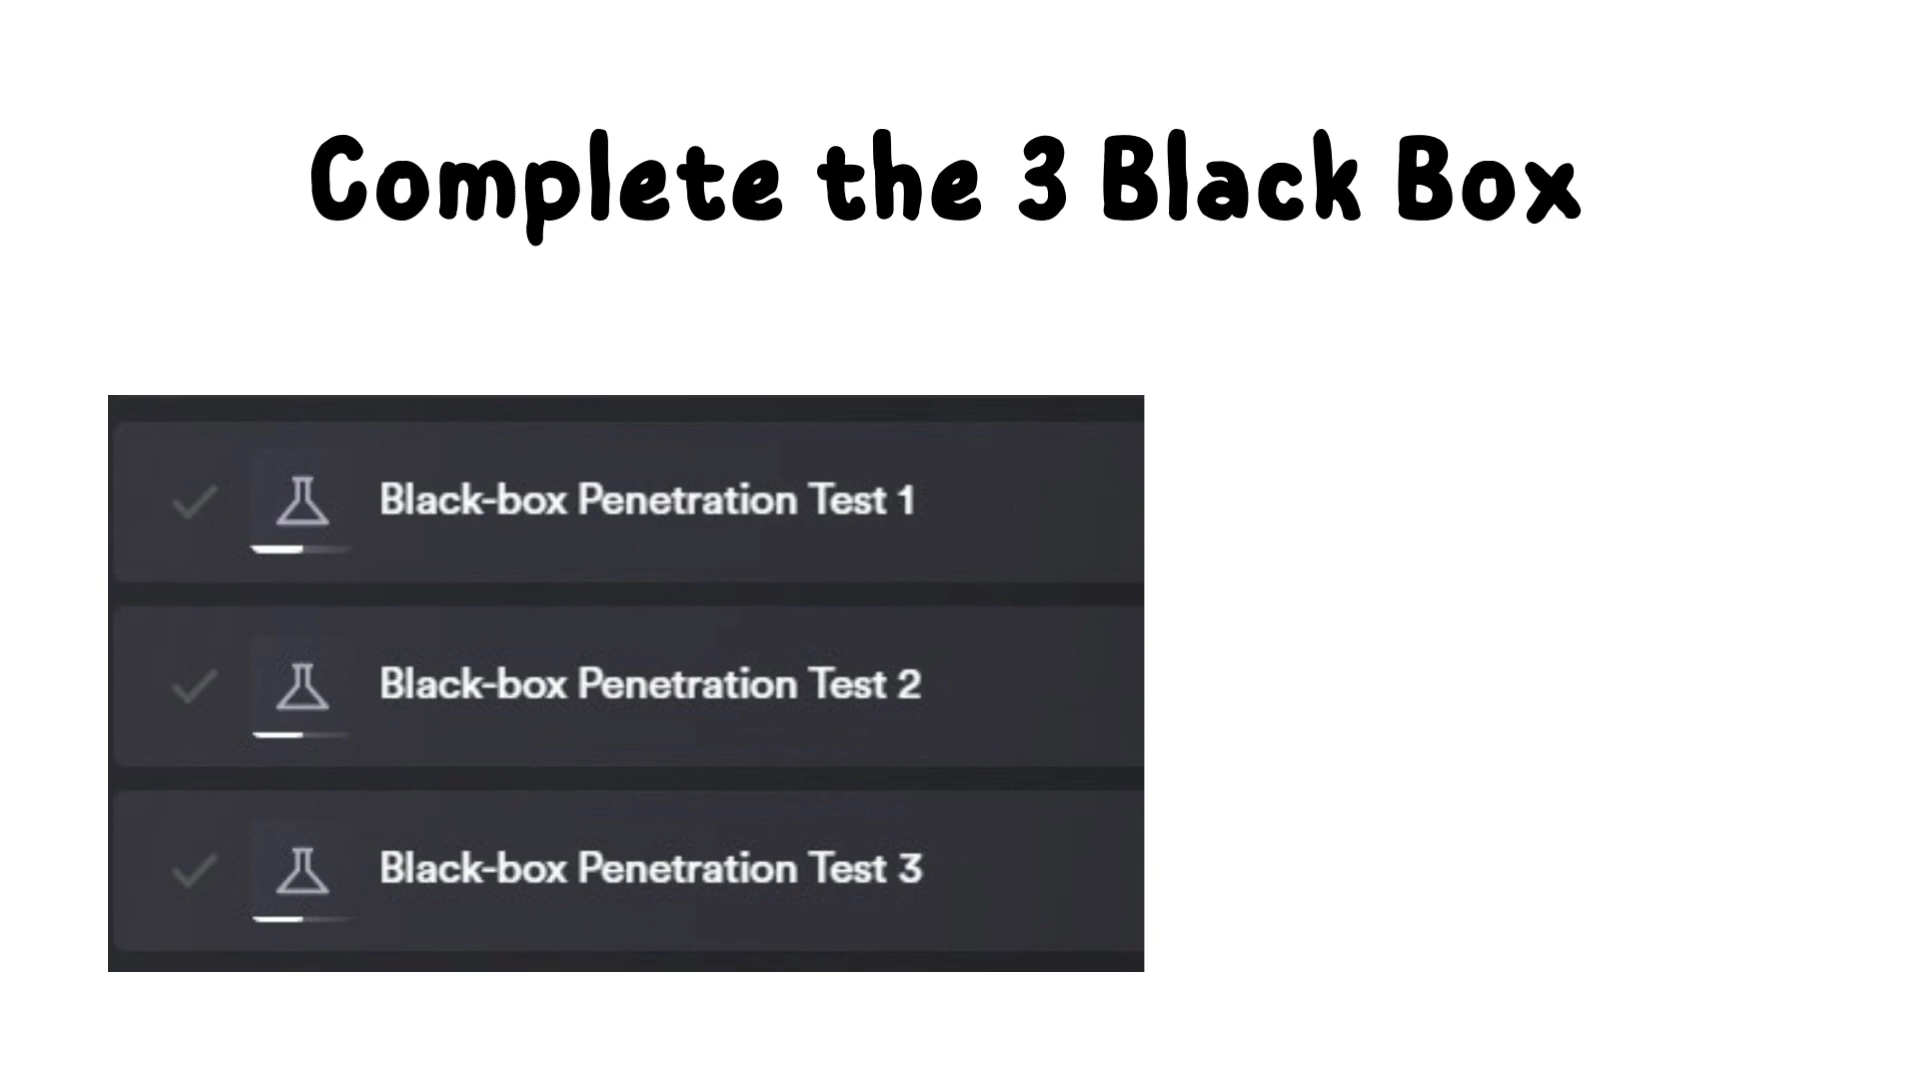 Complete the 3 Black Box
Black-box Penetration Test 1
Black-box Penetration Test 2
Black-box Penetration Test 3